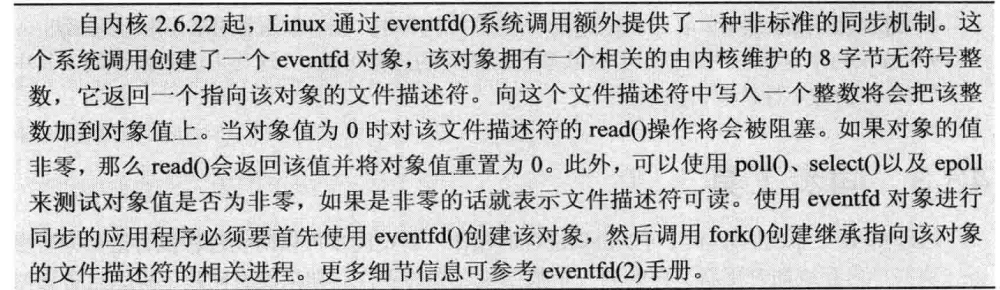 自内核 2.6.22 起，Linux 通过 eventfd()系统调用额外提供了一种非标准的同步机制。这
个系统调用创建了一个 eventfd 对象，该对象拥有一个相关的由内核维护的 8 字节无符号整
数，它返回一个指向该对象的文件描述符。向这个文件描述符中写入一个整数将会把该整
数加到对象值上。当对象值为 0 时对该文件描述符的 read()操作将会被阻塞。如果对象的值
非零，那么 read()会返回该值并将对象值重置为 0。此外，可以使用 poll()、select()以及 epoll
来测试对象值是否为非零，如果是非零的话就表示文件描述符可读。使用 eventfd 对象进行
同步的应用程序必须要首先使用 eventfd()创建该对象，然后调用 fork()创建继承指向该对象
的文件描述符的相关进程。更多细节信息可参考 eventfd(2)手册。